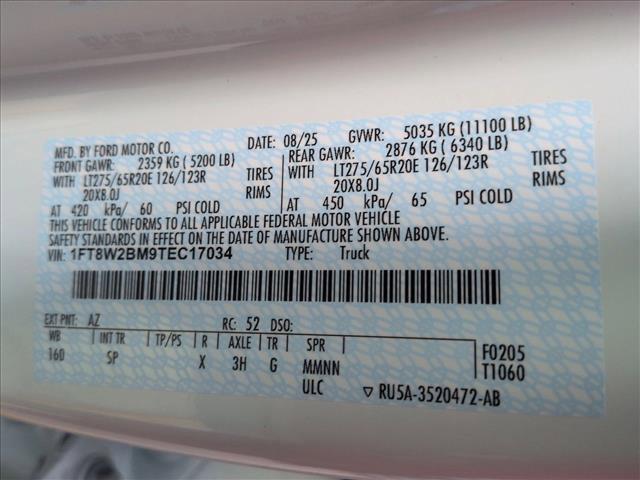 MFD. BY FORD MOTOR CO. DATE: 08/25 GVWR: 5035 KG (11100 LB)
FRONT GAWR: 2359 KG ( 5200 LB) REAR GAWR: 2876 KG ( 6340 LB)
WITH LT275/65R20E 126/123R TIRES WITH LT275/65R20E 126/123R TIRES
20X8.0J RIMS 20X8.0J RIMS
AT 420 kPa/ 60 PSI COLD AT 450 kPa/ 65 PSI COLD
THIS VEHICLE CONFORMS TO ALL APPLICABLE FEDERAL MOTOR VEHICLE
SAFETY STANDARDS IN EFFECT ON THE DATE OF MANUFACTURE SHOWN ABOVE.
VIN: 1FT8W2BM9TEC17034 TYPE: Truck
EXT PNT: AZ RC: 52 DSO:
WB INT TR TP/PS R AXLE TR SPR F0205
160 SP X 3H G MMNN T1060
ULC ▽ RU5A-3520472-AB